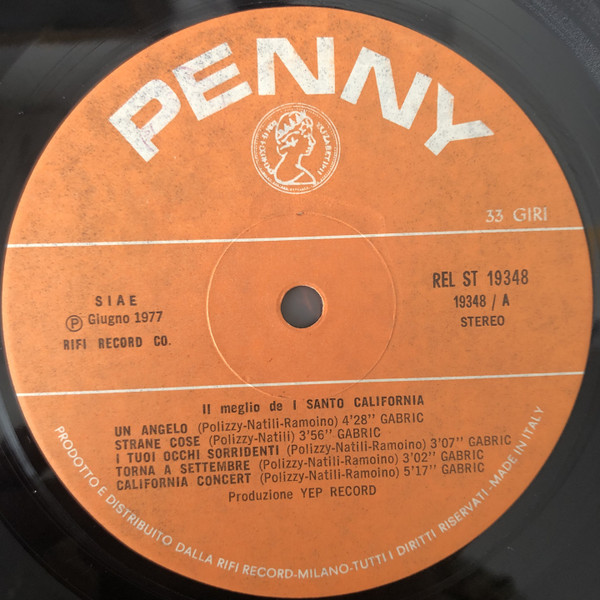 PENNY
33 GIRI
SIAE
Ⓟ Giugno 1977
RIFI RECORD CO.
REL ST 19348
19348 / A
STEREO
Il meglio de I SANTO CALIFORNIA
UN ANGELO (Polizzy-Natili-Ramoino) 4'28'' GABRIC
STRANE COSE (Polizzy-Natili) 3'56'' GABRIC
I TUOI OCCHI SORRIDENTI (Polizzy-Natili-Ramoino) 3'07'' GABRIC
TORNA A SETTEMBRE (Polizzy-Natili-Ramoino) 3'02'' GABRIC
CALIFORNIA CONCERT (Polizzy-Natili-Ramoino) 5'17'' GABRIC
Produzione YEP RECORD
PRODOTTO E DISTRIBUITO DALLA RIFI RECORD-MILANO-TUTTI I DIRITTI RISERVATI-MADE IN ITALY